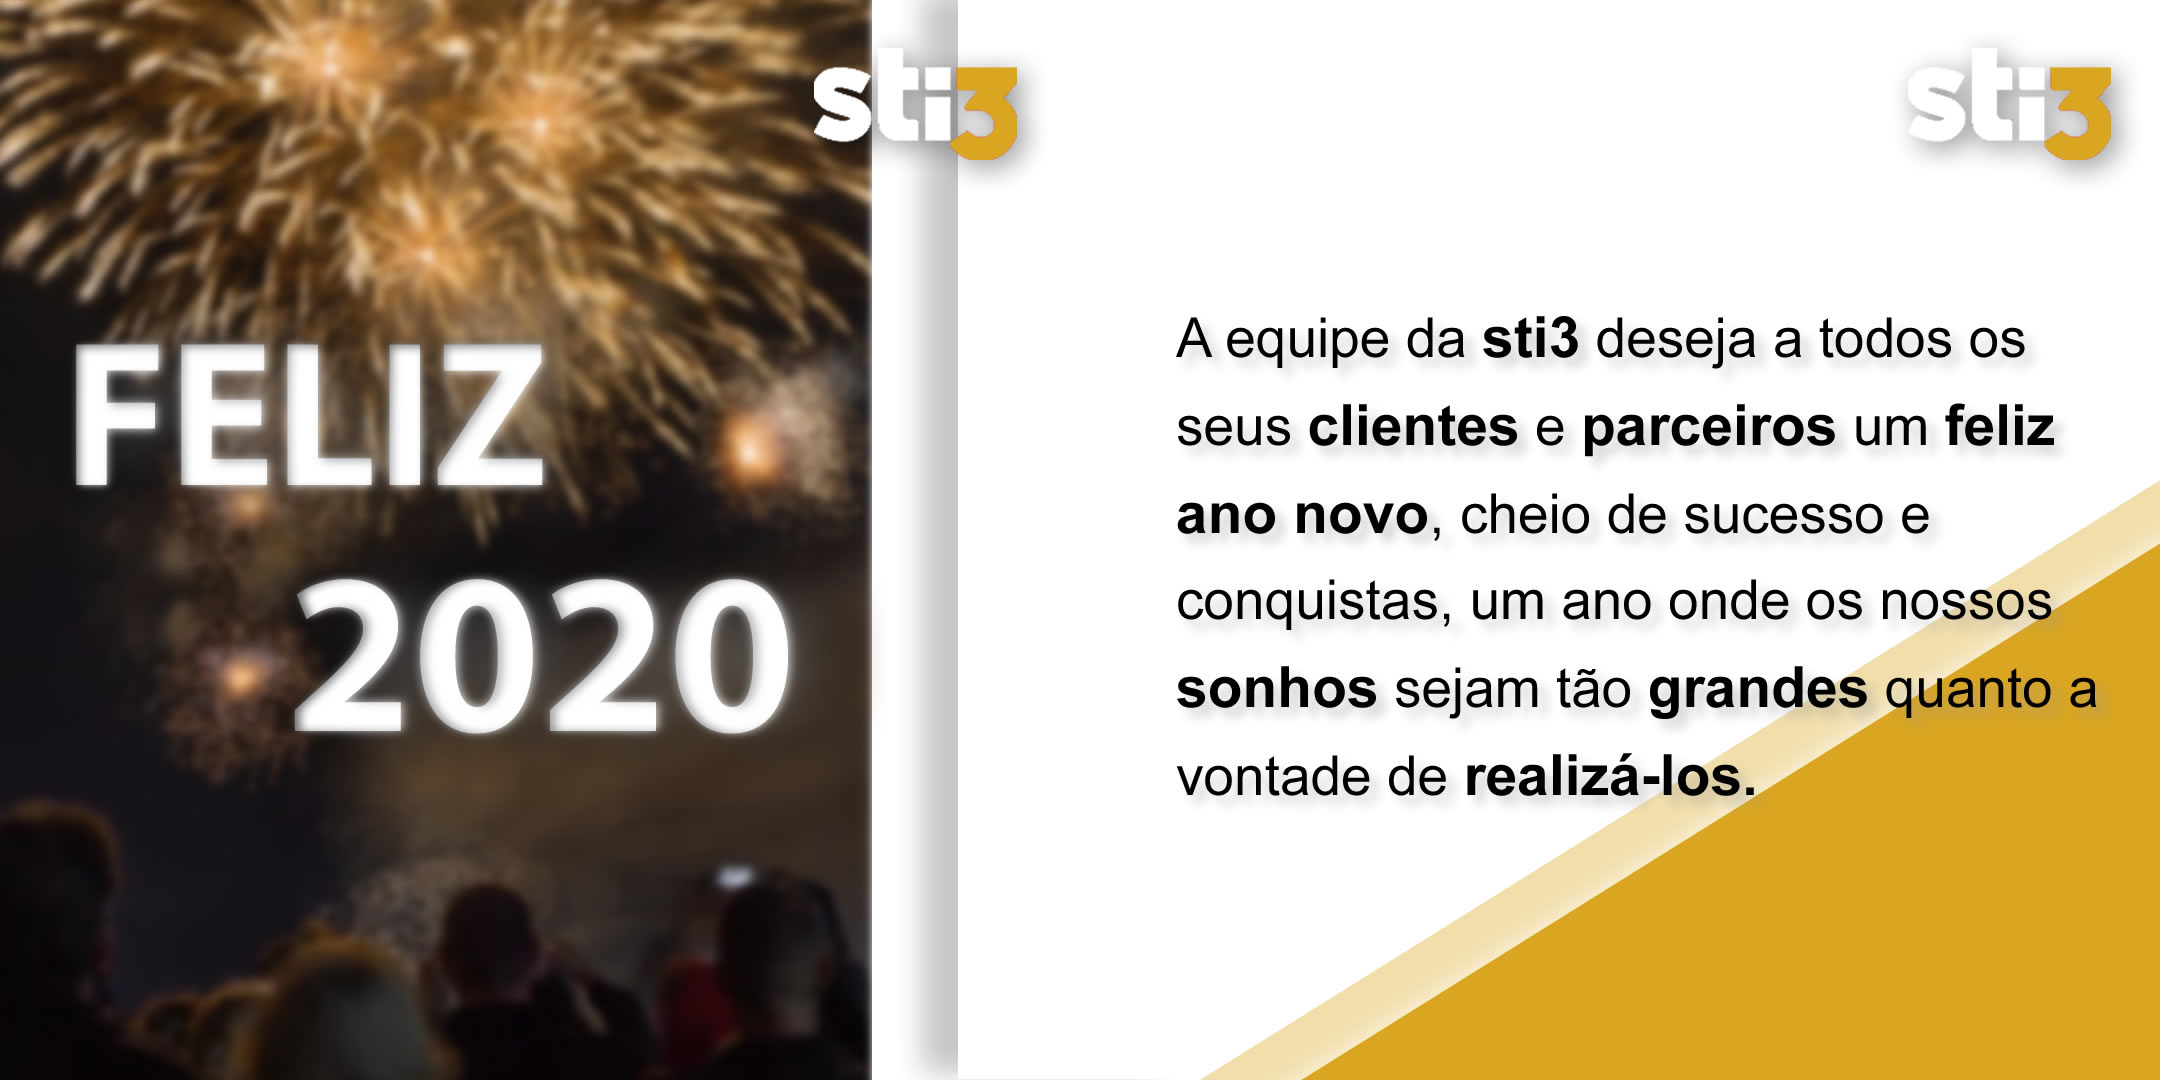 sti3
sti3
FELIZ
2020
A equipe da sti3 deseja a todos os
seus clientes e parceiros um feliz
ano novo, cheio de sucesso e
conquistas, um ano onde os nossos
sonhos sejam tão grandes quanto a
vontade de realizá-los.